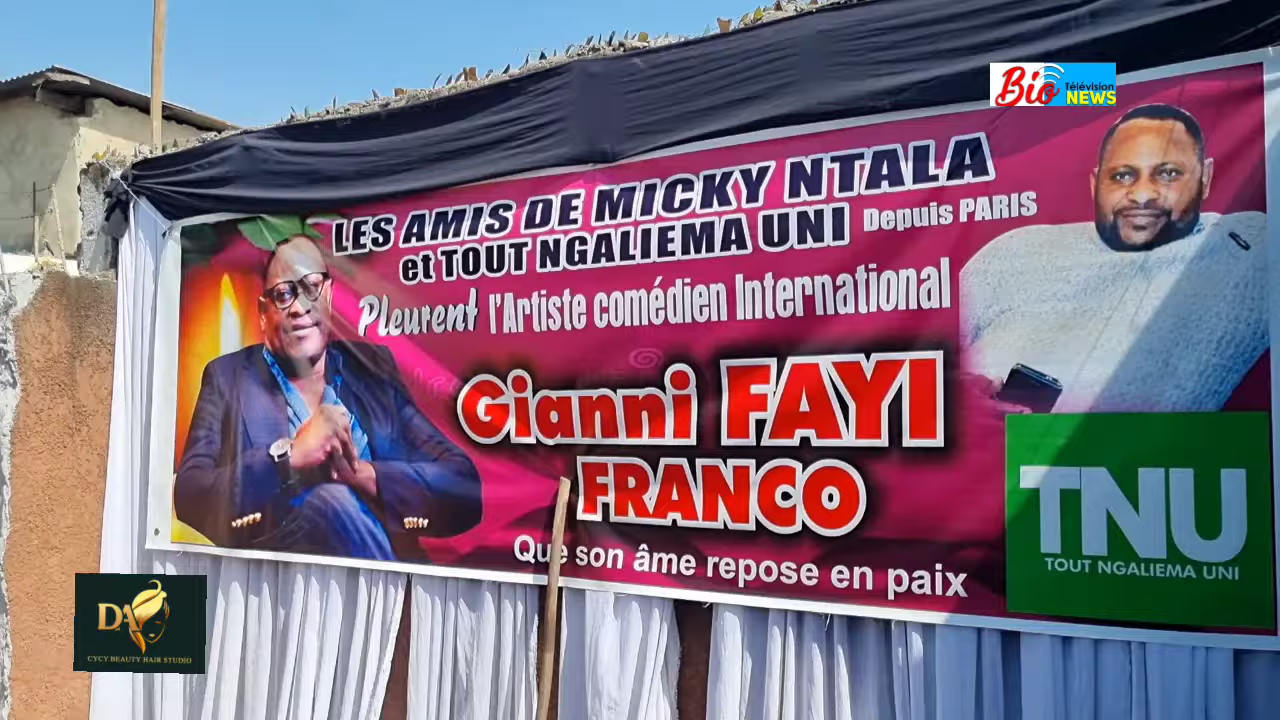 Bio Télévision
NEWS
LES AMIS DE MICKY NTALA
et TOUT NGALIEMA UNI Depuis PARIS
Pleurent l'Artiste comédien International
Gianni FAYI
FRANCO
Que son âme repose en paix
TNU
TOUT NGALIEMA UNI
DA
CYCY BEAUTY HAIR STUDIO